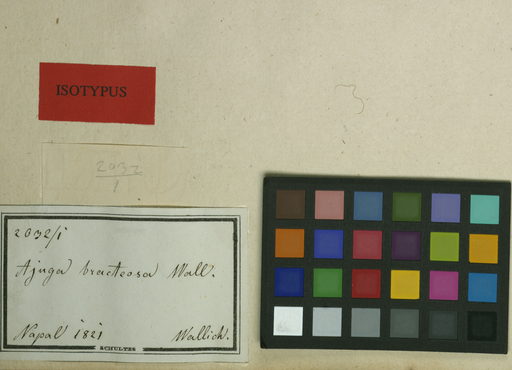 ISOTYPUS
2032
1
2032/1
Ajuga bracteosa Wall.
Napal 1821 Wallich.
SCHULTES